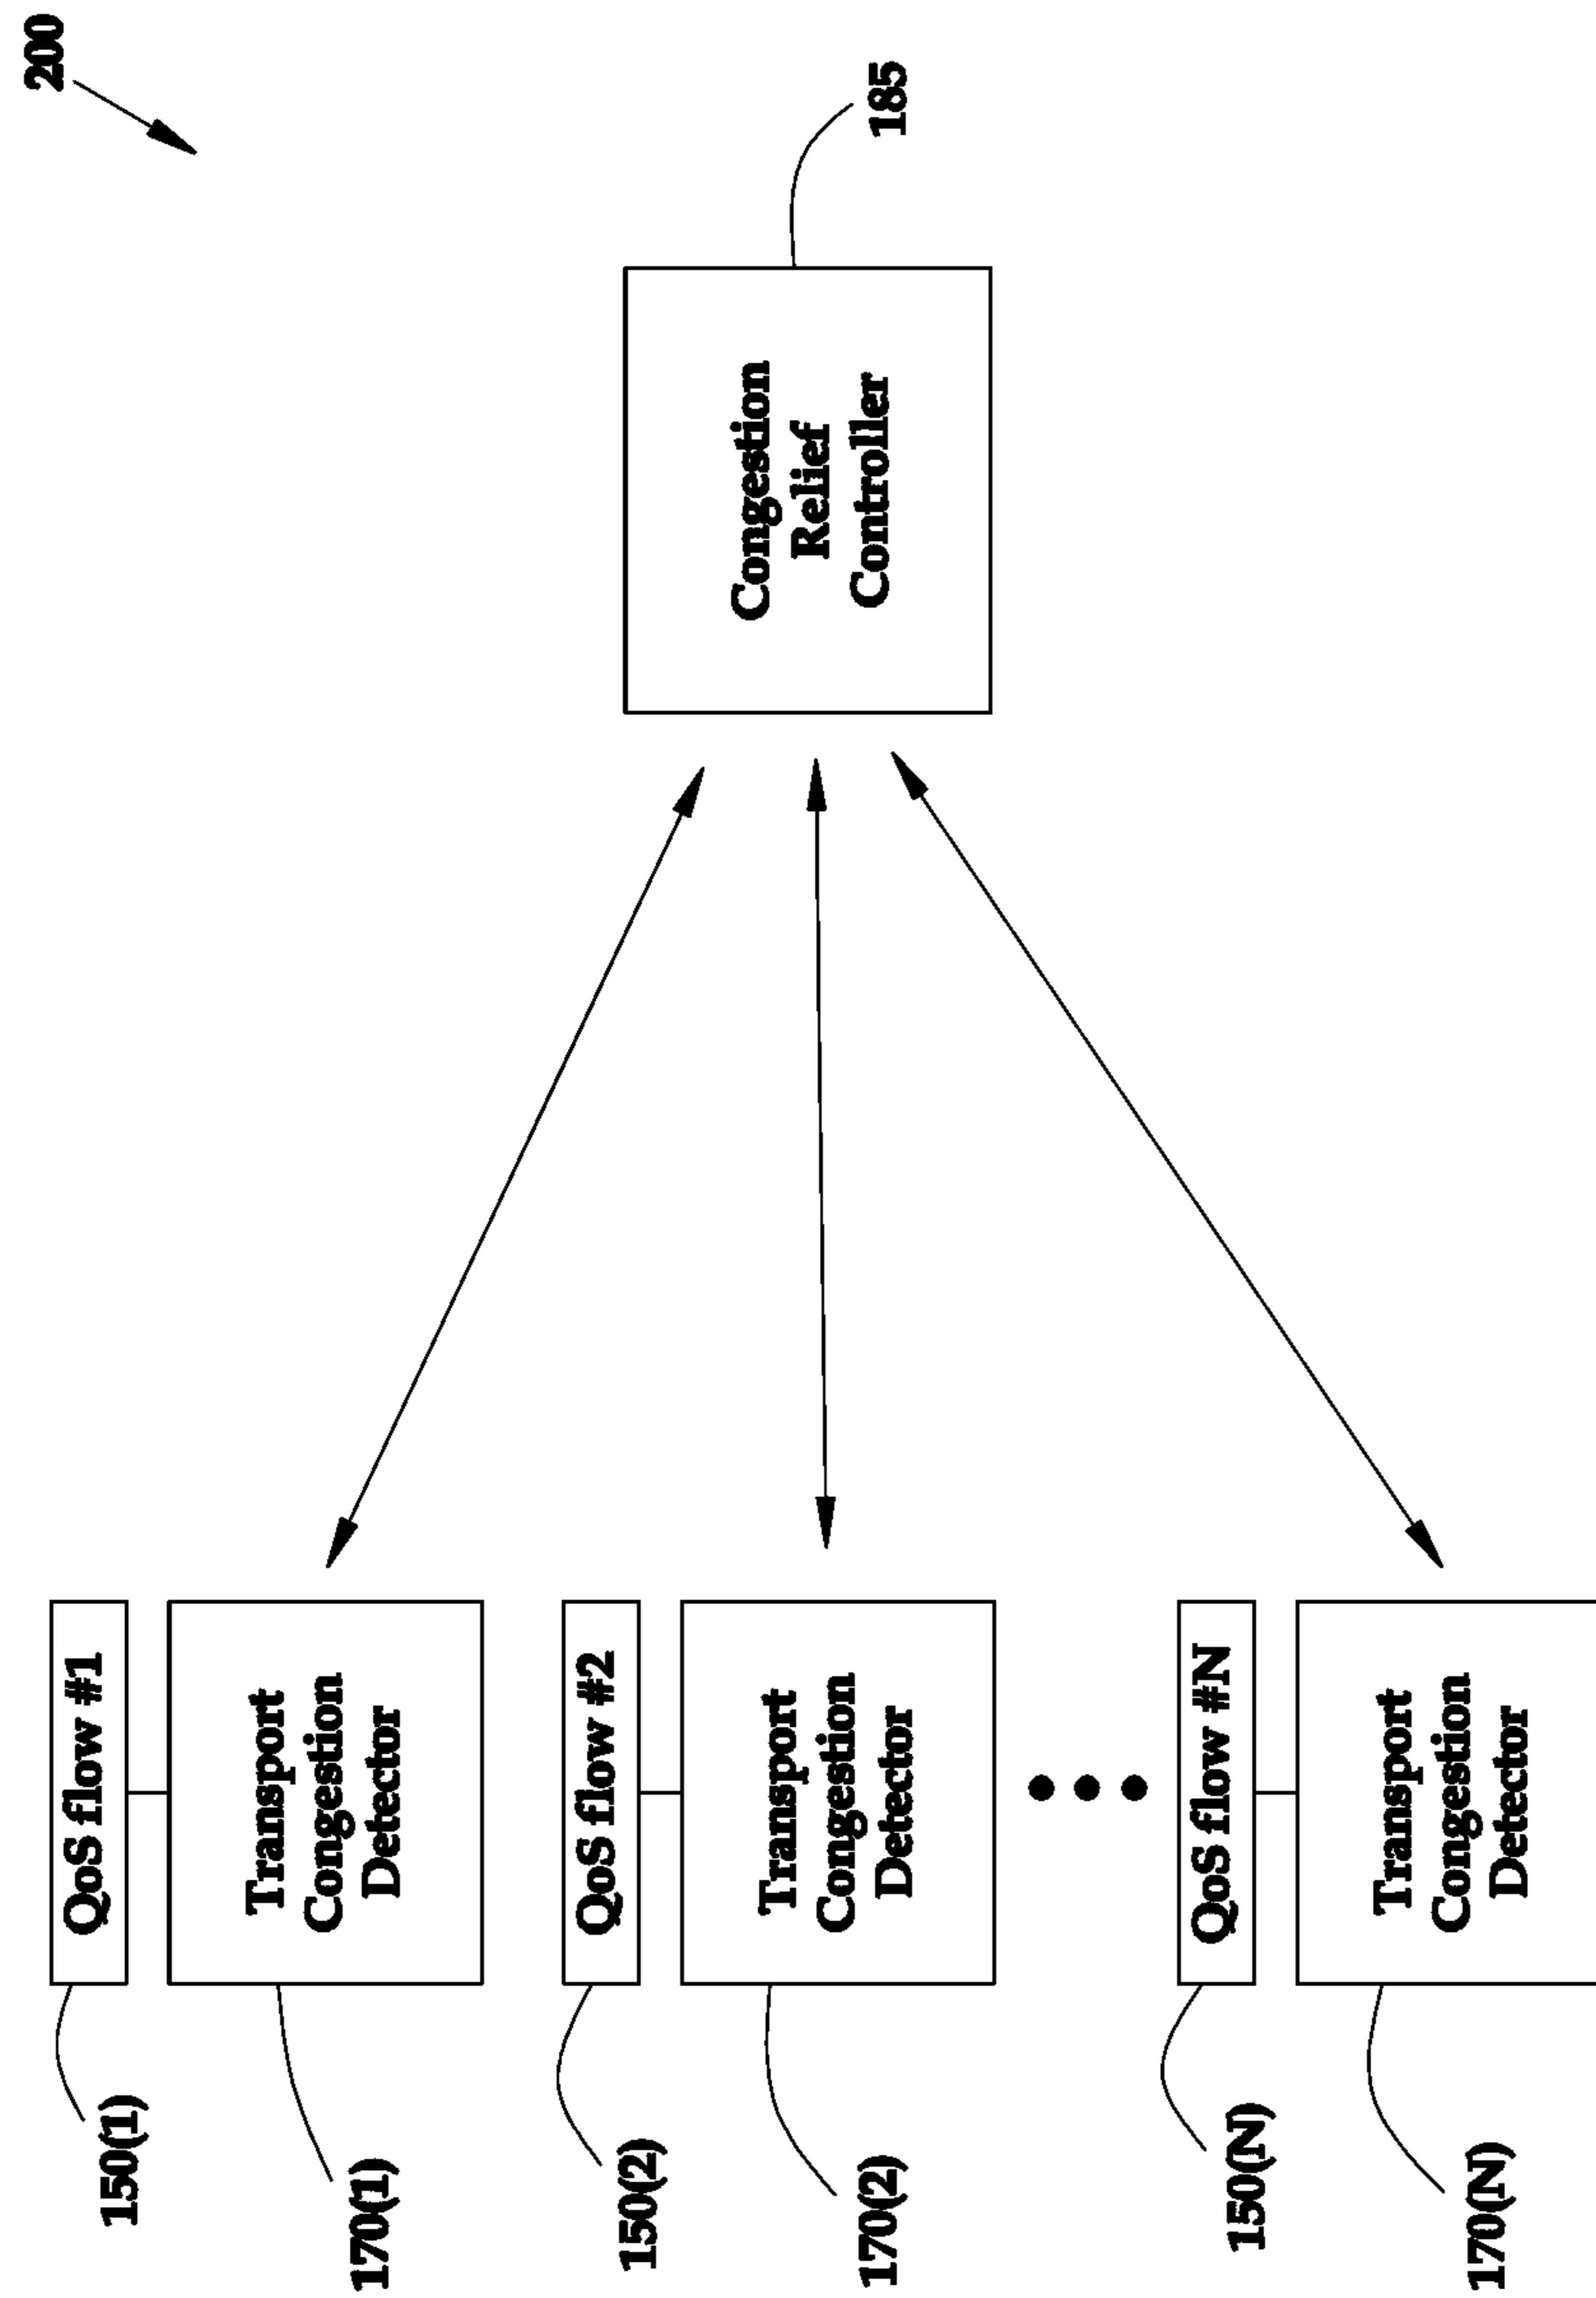 200
QoS flow #1
150(1)
Transport
Congestion
Detector
170(1)
QoS flow #2
150(2)
Transport
Congestion
Detector
170(2)
Congestion
Relief
Controller
185
QoS flow #N
150(N)
Transport
Congestion
Detector
170(N)